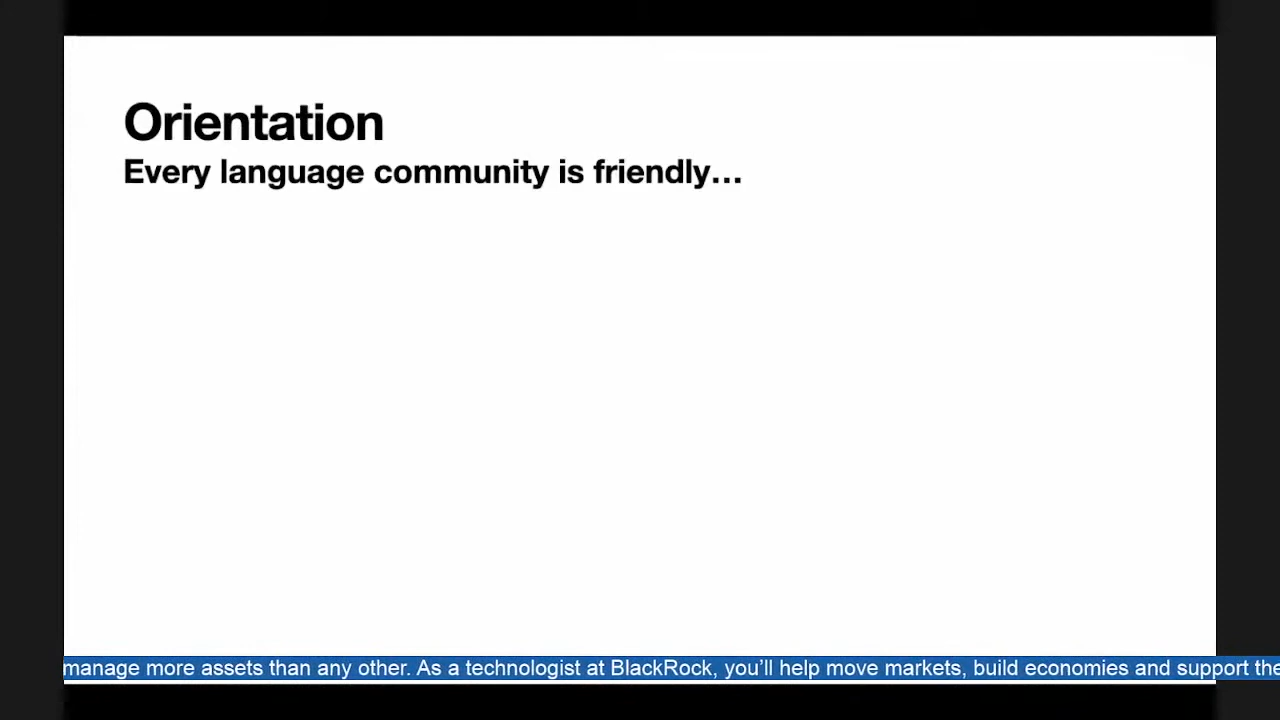 Orientation
Every language community is friendly…
manage more assets than any other. As a technologist at BlackRock, you’ll help move markets, build economies and support the